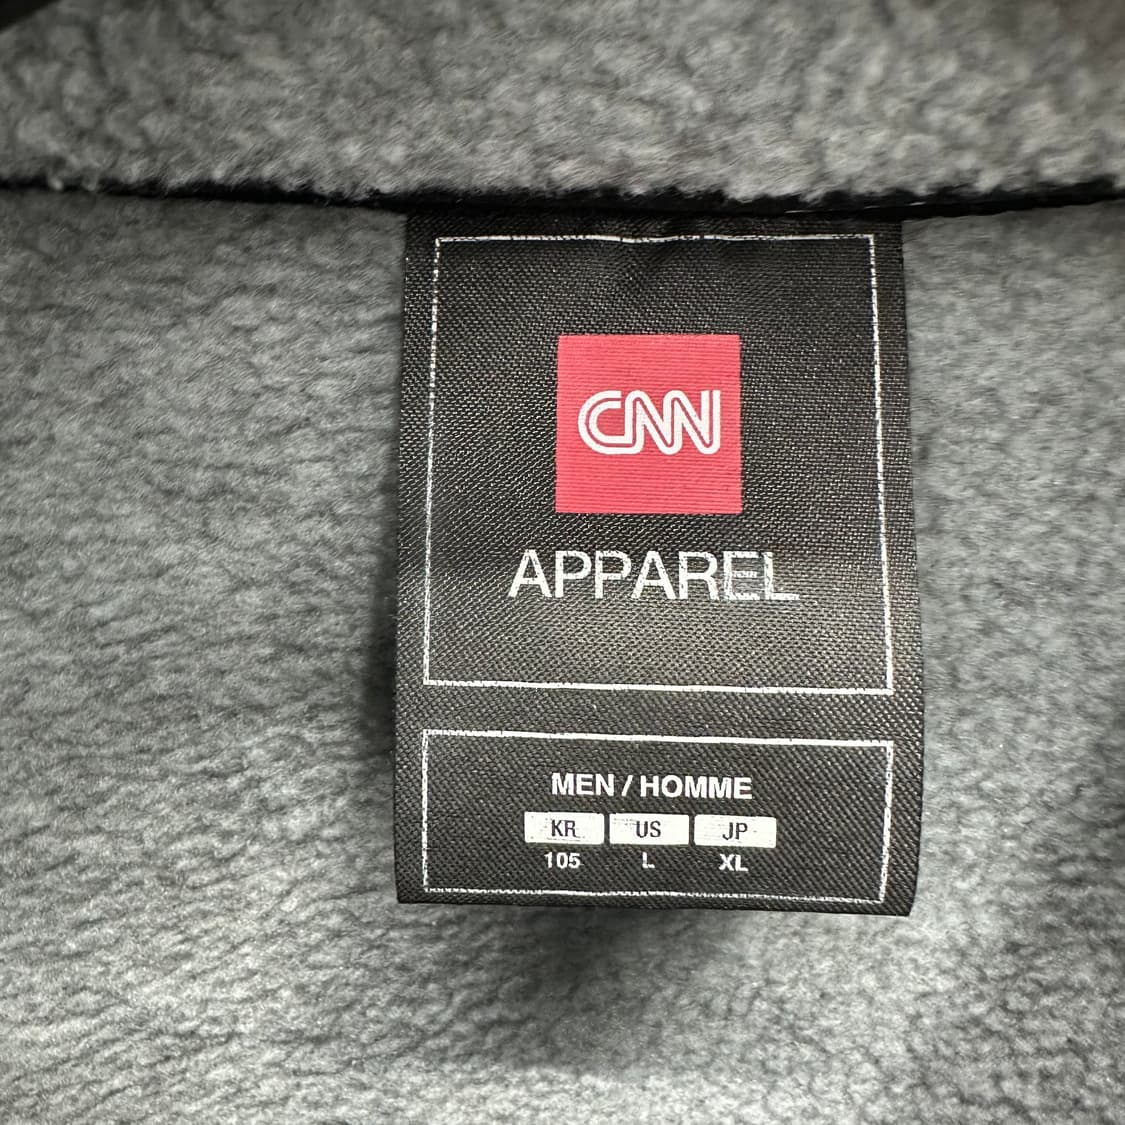 CNN
APPAREL
MEN / HOMME
KR US JP
105 L XL